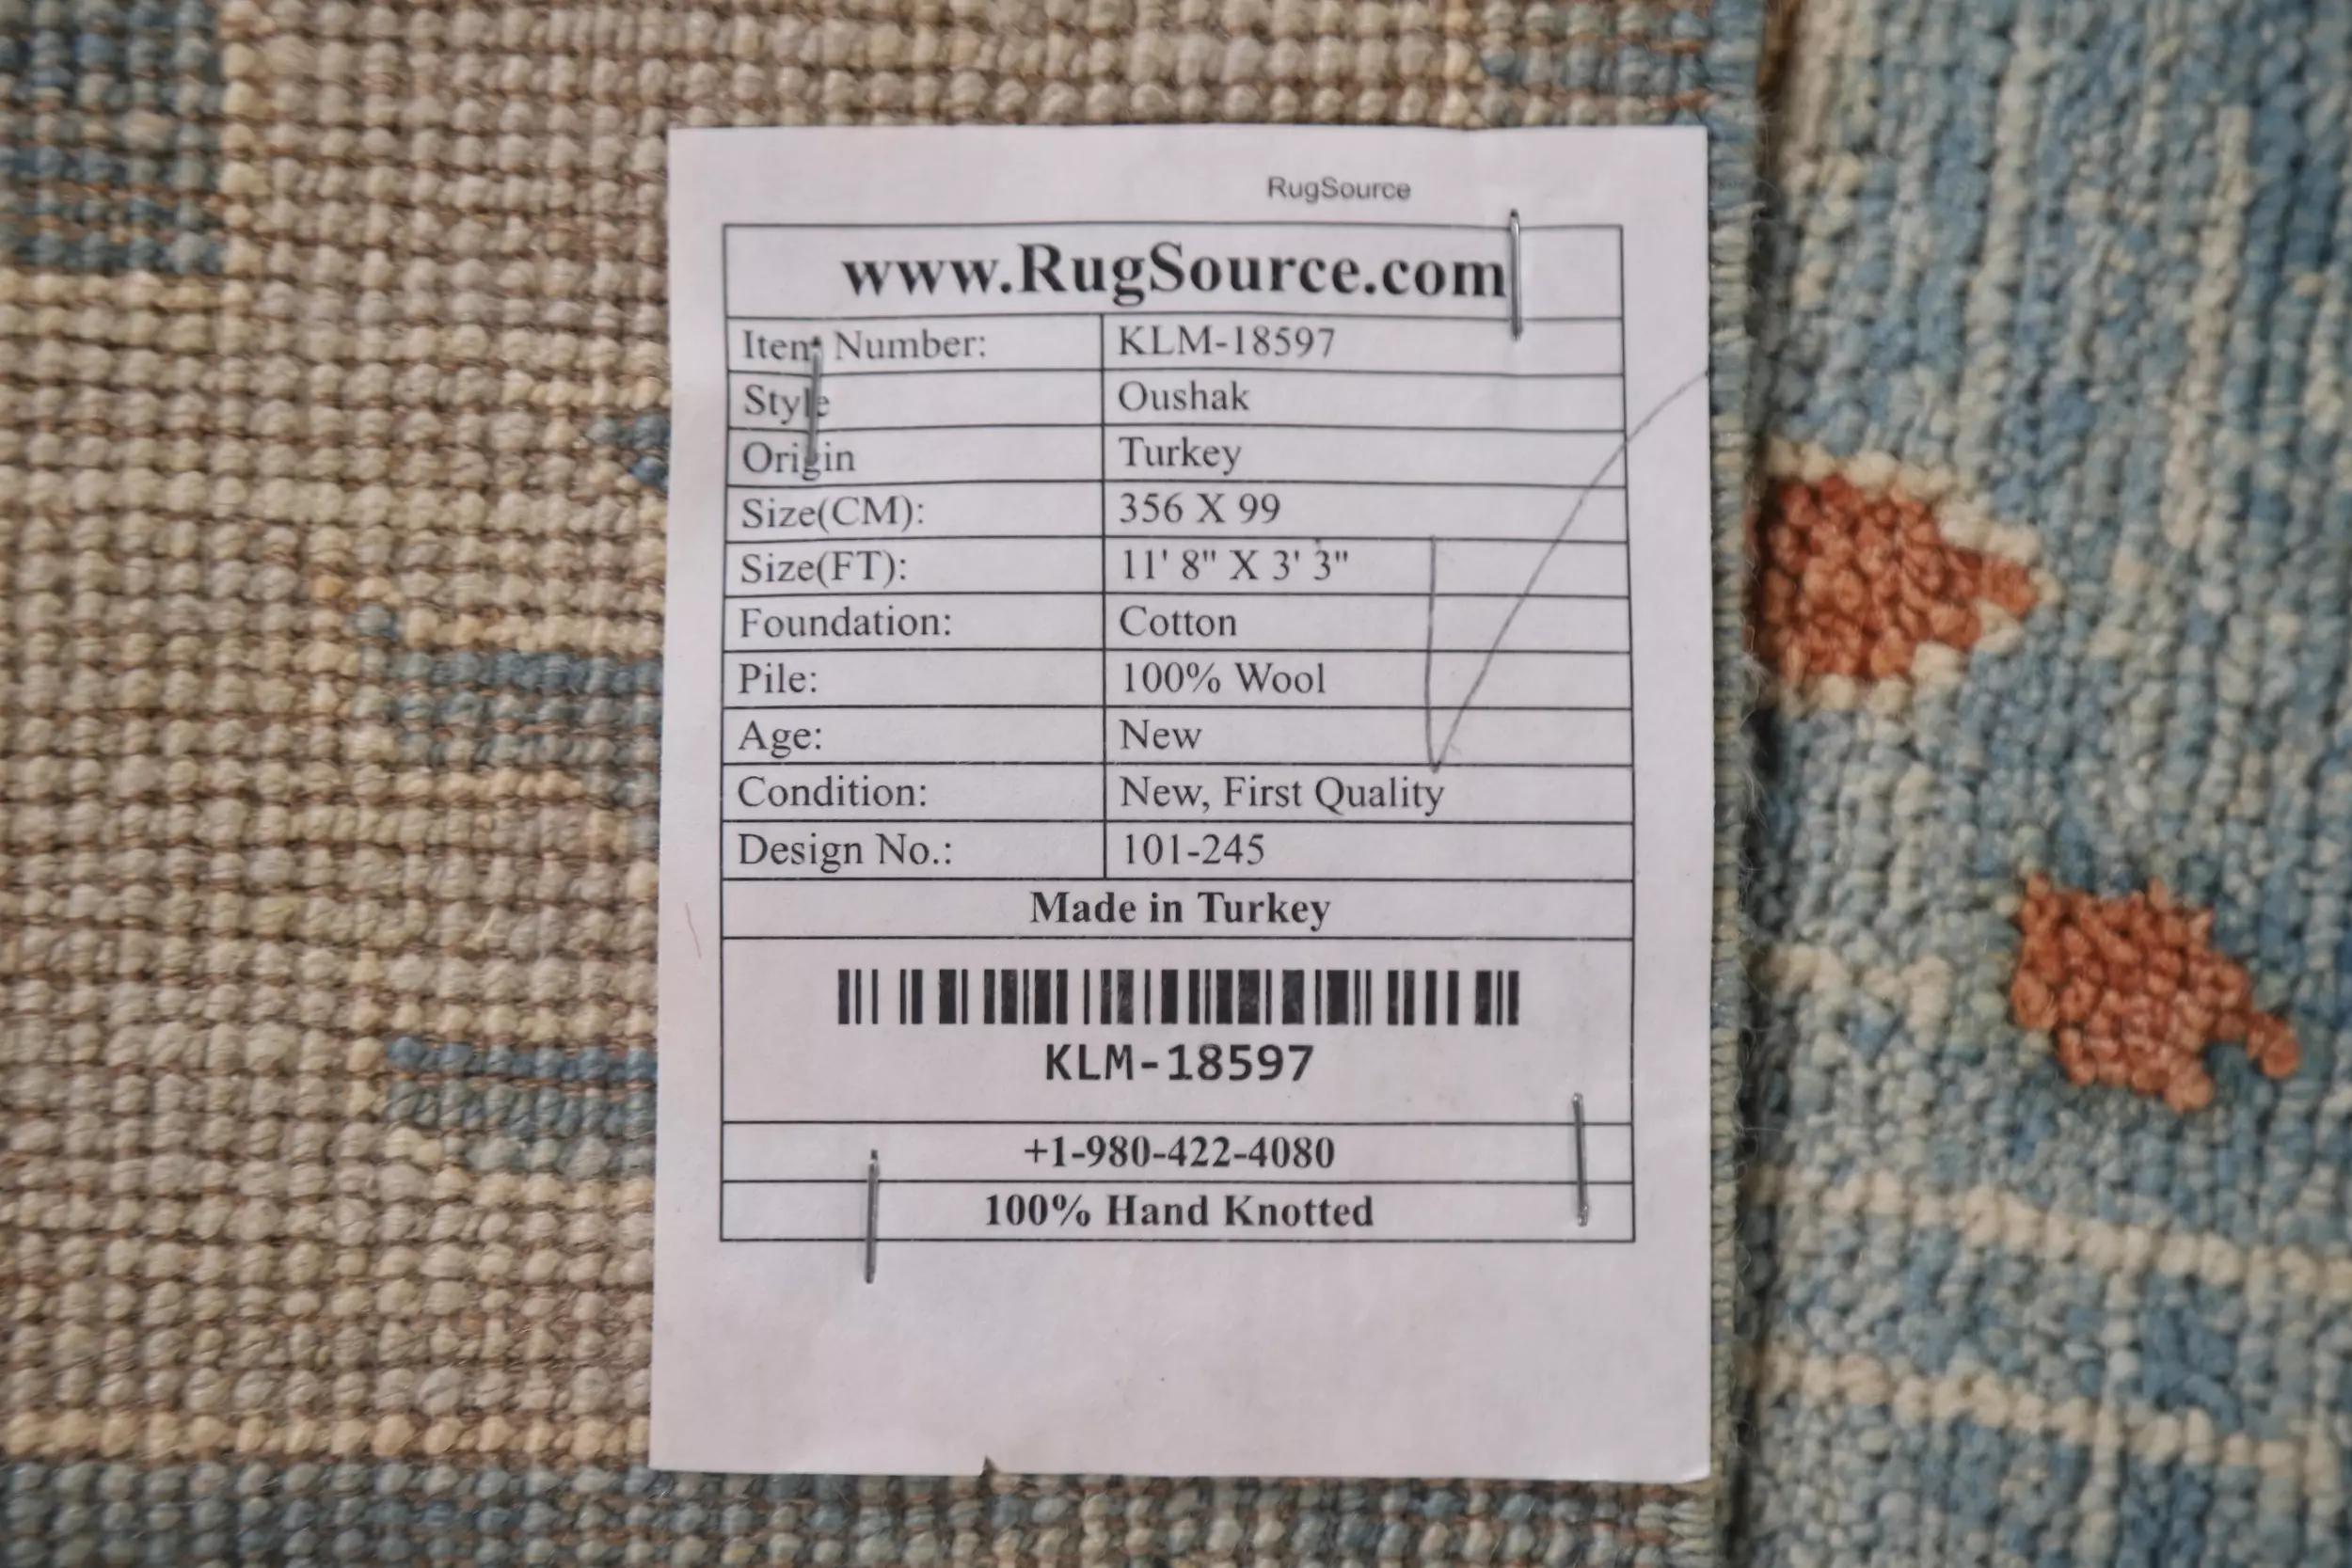 RugSource
www.RugSource.com
Item Number: KLM-18597
Style Oushak
Origin Turkey
Size(CM): 356 X 99
Size(FT): 11' 8" X 3' 3"
Foundation: Cotton
Pile: 100% Wool
Age: New
Condition: New, First Quality
Design No.: 101-245
Made in Turkey
KLM-18597
+1-980-422-4080
100% Hand Knotted